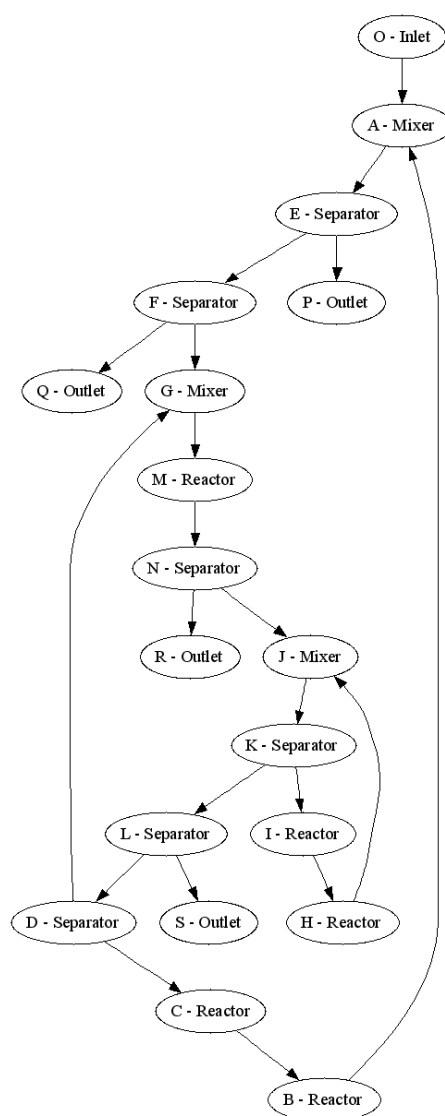 O - Inlet
A - Mixer
E - Separator
F - Separator
P - Outlet
Q - Outlet
G - Mixer
M - Reactor
N - Separator
R - Outlet
J - Mixer
K - Separator
L - Separator
I - Reactor
D - Separator
S - Outlet
H - Reactor
C - Reactor
B - Reactor